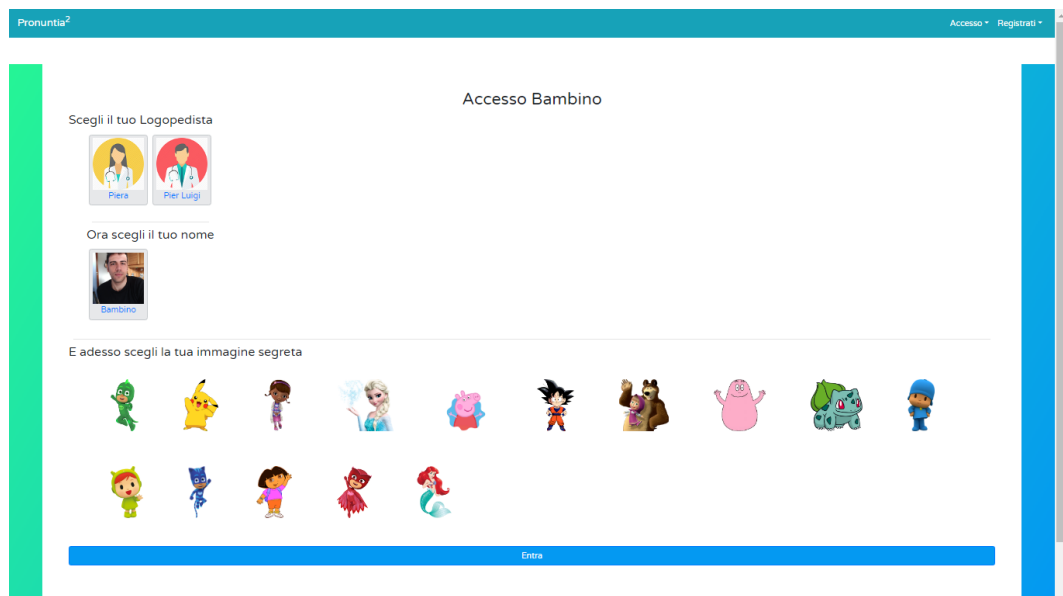 Pronuntia²
Accesso Registrati
Accesso Bambino
Scegli il tuo Logopedista
Piera Pier Luigi
Ora scegli il tuo nome
Bambino
E adesso scegli la tua immagine segreta
Entra